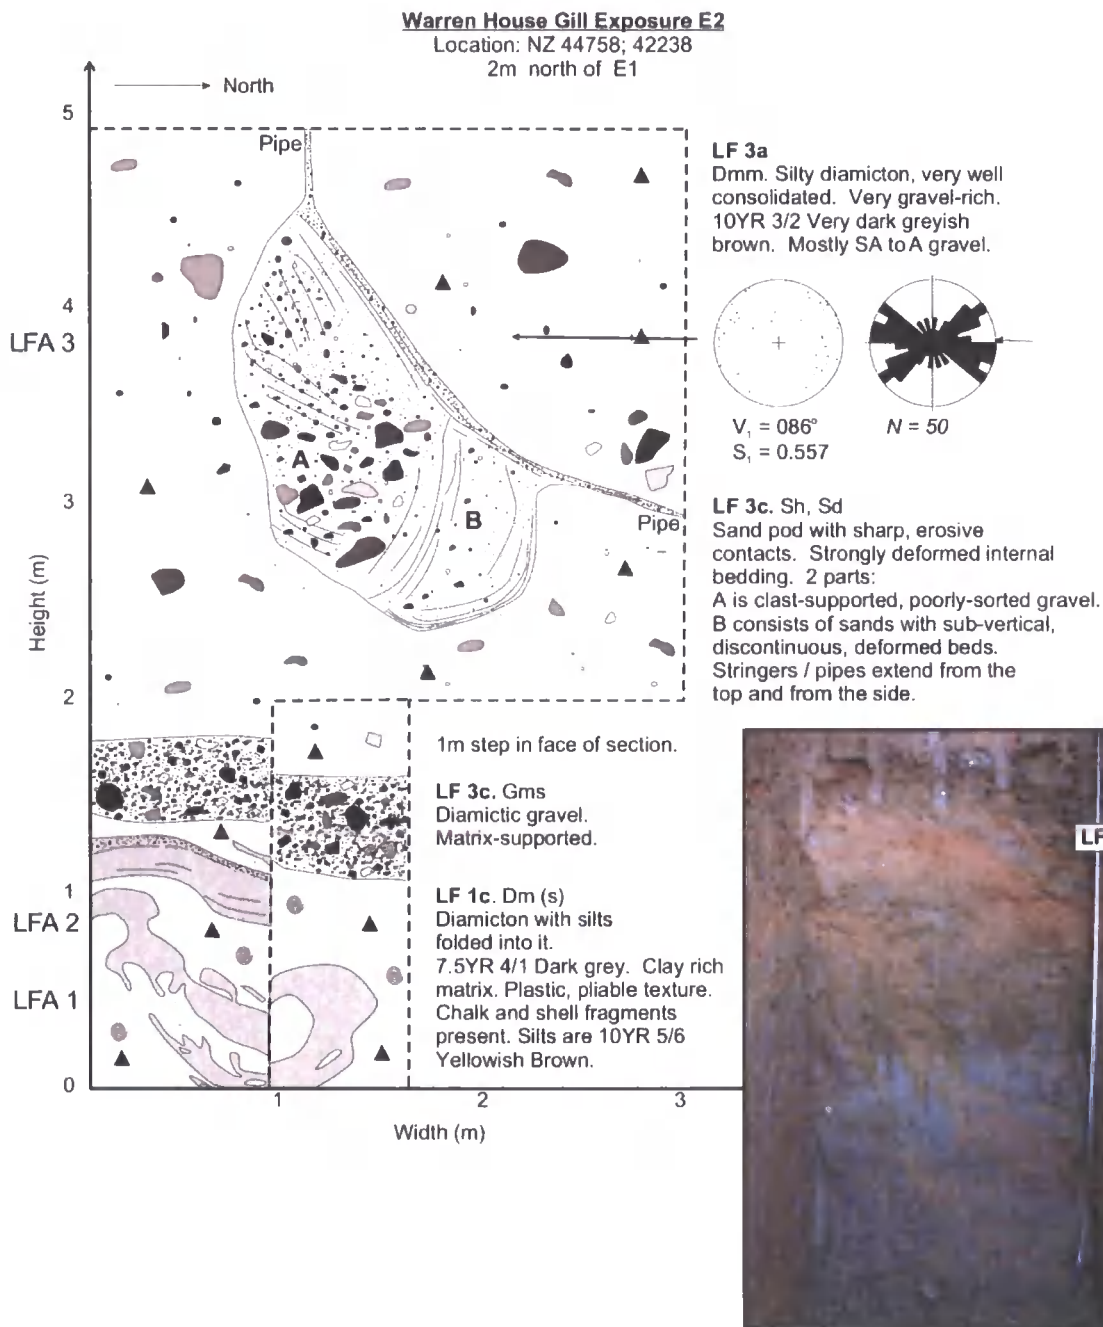 Warren House Gill Exposure E2
Location: NZ 44758; 42238
2m north of E1
North
5
4
LFA 3
3
2
1
LFA 2
LFA 1
0
Height (m)
1
2
3
Width (m)
Pipe
A
B
Pipe
LF 3a
Dmm. Silty diamicton, very well
consolidated. Very gravel-rich.
10YR 3/2 Very dark greyish
brown. Mostly SA to A gravel.
V₁ = 086°
S₁ = 0.557
N = 50
LF 3c. Sh, Sd
Sand pod with sharp, erosive
contacts. Strongly deformed internal
bedding. 2 parts:
A is clast-supported, poorly-sorted gravel.
B consists of sands with sub-vertical,
discontinuous, deformed beds.
Stringers / pipes extend from the
top and from the side.
1m step in face of section.
LF 3c. Gms
Diamictic gravel.
Matrix-supported.
LF 1c. Dm (s)
Diamicton with silts
folded into it.
7.5YR 4/1 Dark grey. Clay rich
matrix. Plastic, pliable texture.
Chalk and shell fragments
present. Silts are 10YR 5/6
Yellowish Brown.
LF